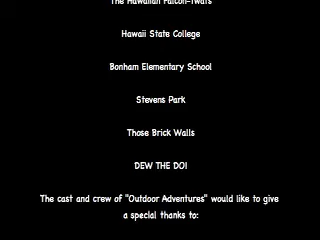 The Hawaiian Falcon-Twats
Hawaii State College
Bonham Elementary School
Stevens Park
Those Brick Walls
DEW THE DO!
The cast and crew of "Outdoor Adventures" would like to give
a special thanks to: